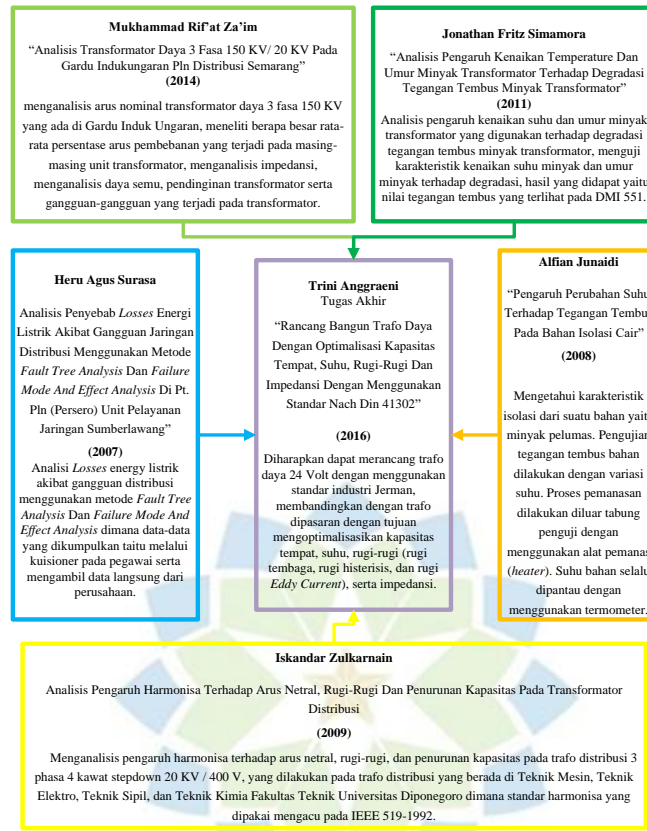 Mukhammad Rif'at Za'im
“Analisis Transformator Daya 3 Fasa 150 KV/ 20 KV Pada
Gardu Indukungaran Pln Distribusi Semarang”
(2014)
menganalisis arus nominal transformator daya 3 fasa 150 KV
yang ada di Gardu Induk Ungaran, meneliti berapa besar rata-
rata persentase arus pembebanan yang terjadi pada masing-
masing unit transformator, menganalisis impedansi,
menganalisis daya semu, pendinginan transformator serta
gangguan-gangguan yang terjadi pada transformator.
Jonathan Fritz Simamora
“Analisis Pengaruh Kenaikan Temperature Dan
Umur Minyak Transformator Terhadap Degradasi
Tegangan Tembus Minyak Transformator”
(2011)
Analisis pengaruh kenaikan suhu dan umur minyak
transformator yang digunakan terhadap degradasi
tegangan tembus minyak transformator, menguji
karakteristik kenaikan suhu minyak dan umur
minyak terhadap degradasi, hasil yang didapat yaitu
nilai tegangan tembus yang terlihat pada DMI 551.
Heru Agus Surasa
Analisis Penyebab Losses Energi
Listrik Akibat Gangguan Jaringan
Distribusi Menggunakan Metode
Fault Tree Analysis Dan Failure
Mode And Effect Analysis Di Pt.
Pln (Persero) Unit Pelayanan
Jaringan Sumberlawang”
(2007)
Analisi Losses energy listrik
akibat gangguan distribusi
menggunakan metode Fault Tree
Analysis Dan Failure Mode And
Effect Analysis dimana data-data
yang dikumpulkan taitu melalui
kuisioner pada pegawai serta
mengambil data langsung dari
perusahaan.
Trini Anggraeni
Tugas Akhir
“Rancang Bangun Trafo Daya
Dengan Optimalisasi Kapasitas
Tempat, Suhu, Rugi-Rugi Dan
Impedansi Dengan Menggunakan
Standar Nach Din 41302”
(2016)
Diharapkan dapat merancang trafo
daya 24 Volt dengan menggunakan
standar industri Jerman,
membandingkan dengan trafo
dipasaran dengan tujuan
mengoptimalisasikan kapasitas
tempat, suhu, rugi-rugi (rugi
tembaga, rugi histerisis, dan rugi
Eddy Current), serta impedansi.
Alfian Junaidi
“Pengaruh Perubahan Suhu
Terhadap Tegangan Tembu
Pada Bahan Isolasi Cair”
(2008)
Mengetahui karakteristik
isolasi dari suatu bahan yait
minyak pelumas. Pengujian
tegangan tembus bahan
dilakukan dengan variasi
suhu. Proses pemanasan
dilakukan diluar tabung
penguji dengan
menggunakan alat pemanas
(heater). Suhu bahan selalu
dipantau dengan
menggunakan termometer.
Iskandar Zulkarnain
Analisis Pengaruh Harmonisa Terhadap Arus Netral, Rugi-Rugi Dan Penurunan Kapasitas Pada Transformator
Distribusi
(2009)
Menganalisis pengaruh harmonisa terhadap arus netral, rugi-rugi, dan penurunan kapasitas pada trafo distribusi 3
phasa 4 kawat stepdown 20 KV / 400 V, yang dilakukan pada trafo distribusi yang berada di Teknik Mesin, Teknik
Elektro, Teknik Sipil, dan Teknik Kimia Fakultas Teknik Universitas Diponegoro dimana standar harmonisa yang
dipakai mengacu pada IEEE 519-1992.